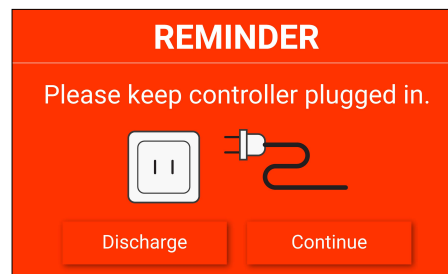 REMINDER
Please keep controller plugged in.
Discharge
Continue